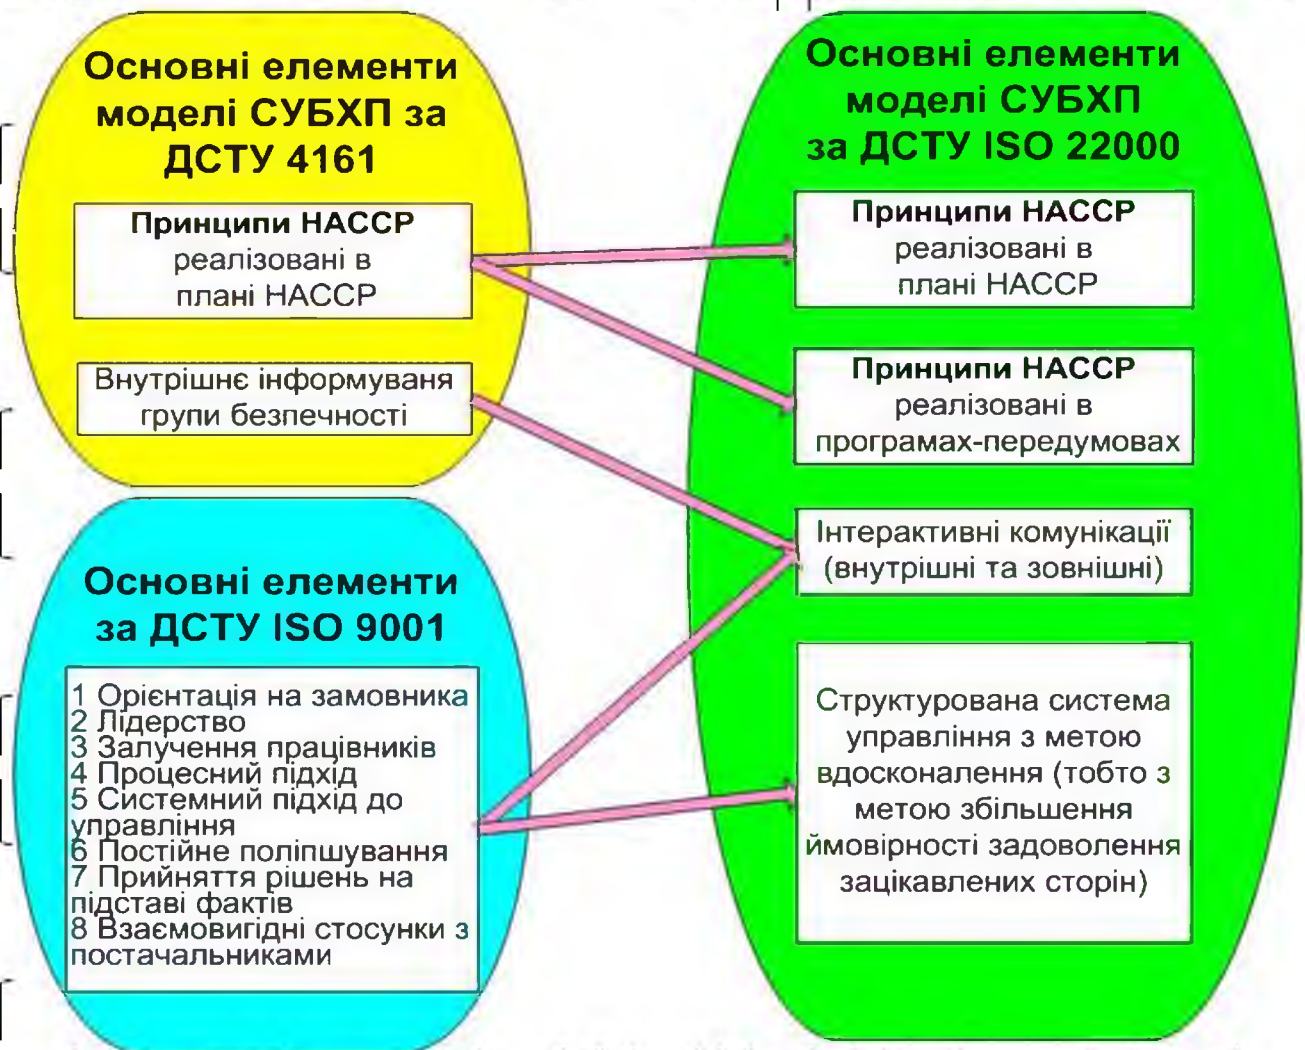 Основні елементи
моделі СУБХП за
ДСТУ 4161
Принципи НАССР
реалізовані в
плані НАССР
Внутрішнє інформуваня
групи безпечності
Основні елементи
за ДСТУ ISO 9001
1 Орієнтація на замовника
2 Лідерство
3 Залучення працівників
4 Процесний підхід
5 Системний підхід до
управління
6 Постійне поліпшування
7 Прийняття рішень на
підставі фактів
8 Взаємовигідні стосунки з
постачальниками
Основні елементи
моделі СУБХП
за ДСТУ ISO 22000
Принципи НАССР
реалізовані в
плані НАССР
Принципи НАССР
реалізовані в
програмах-передумовах
Інтерактивні комунікації
(внутрішні та зовнішні)
Структурована система
управління з метою
вдосконалення (тобто з
метою збільшення
ймовірності задоволення
зацікавлених сторін)